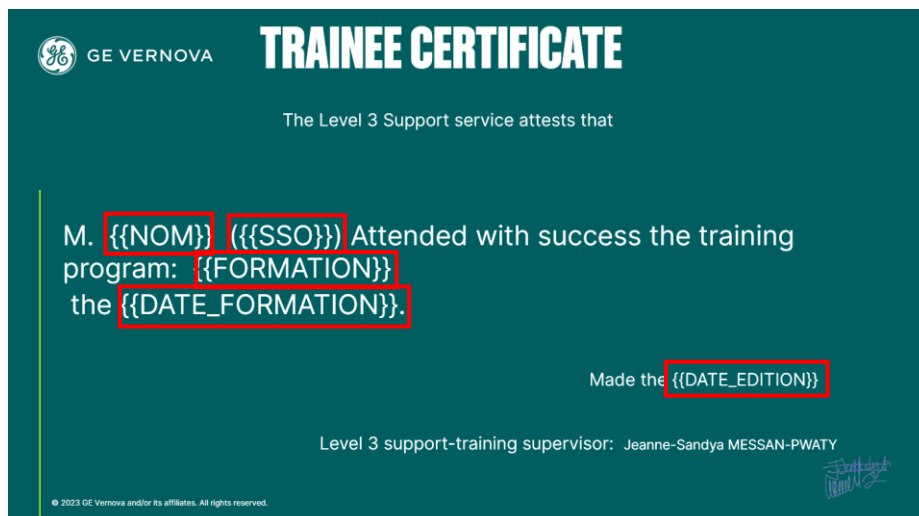 GE VERNOVA
TRAINEE CERTIFICATE
The Level 3 Support service attests that
M. {{NOM}} ({{SSO}}) Attended with success the training
program: {{FORMATION}}
the {{DATE_FORMATION}}.
Made the {{DATE_EDITION}}
Level 3 support-training supervisor: Jeanne-Sandya MESSAN-PWATY
© 2023 GE Vernova and/or its affiliates. All rights reserved.